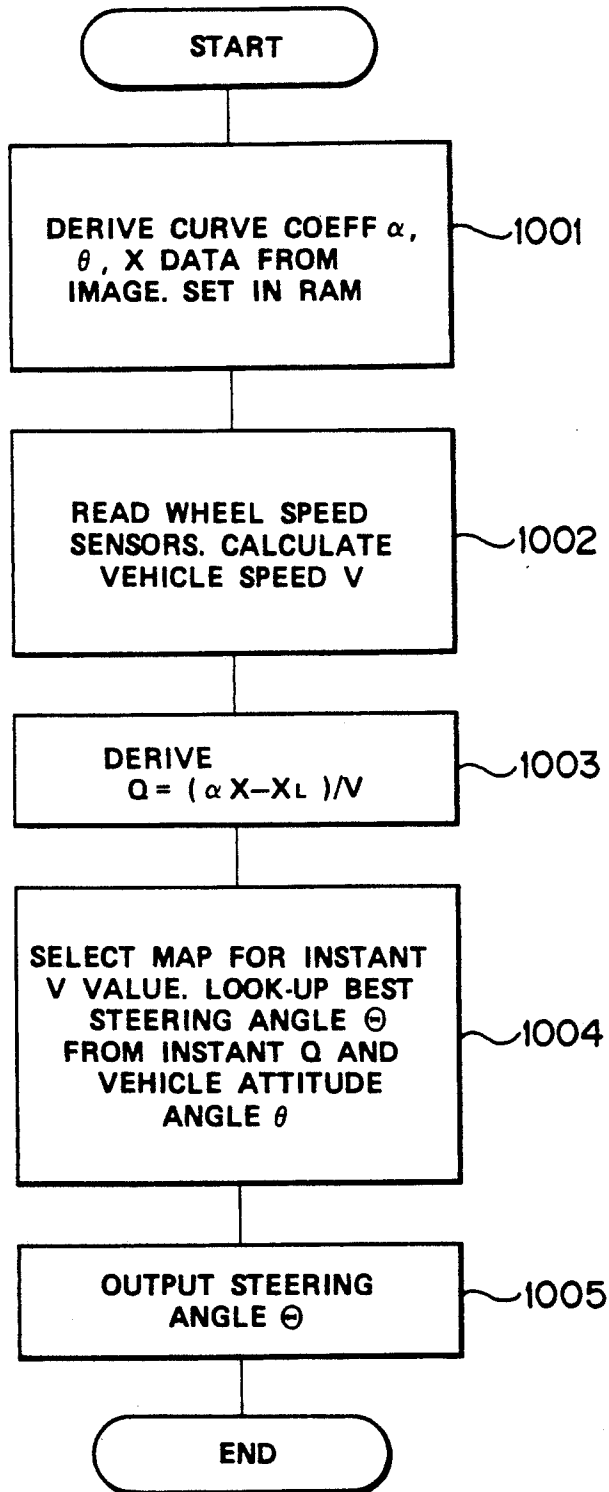 START
DERIVE CURVE COEFF α,
θ, X DATA FROM
IMAGE. SET IN RAM
1001
READ WHEEL SPEED
SENSORS. CALCULATE
VEHICLE SPEED V
1002
DERIVE
Q = (αX–XL)/V
1003
SELECT MAP FOR INSTANT
V VALUE. LOOK-UP BEST
STEERING ANGLE Θ
FROM INSTANT Q AND
VEHICLE ATTITUDE
ANGLE θ
1004
OUTPUT STEERING
ANGLE Θ
1005
END